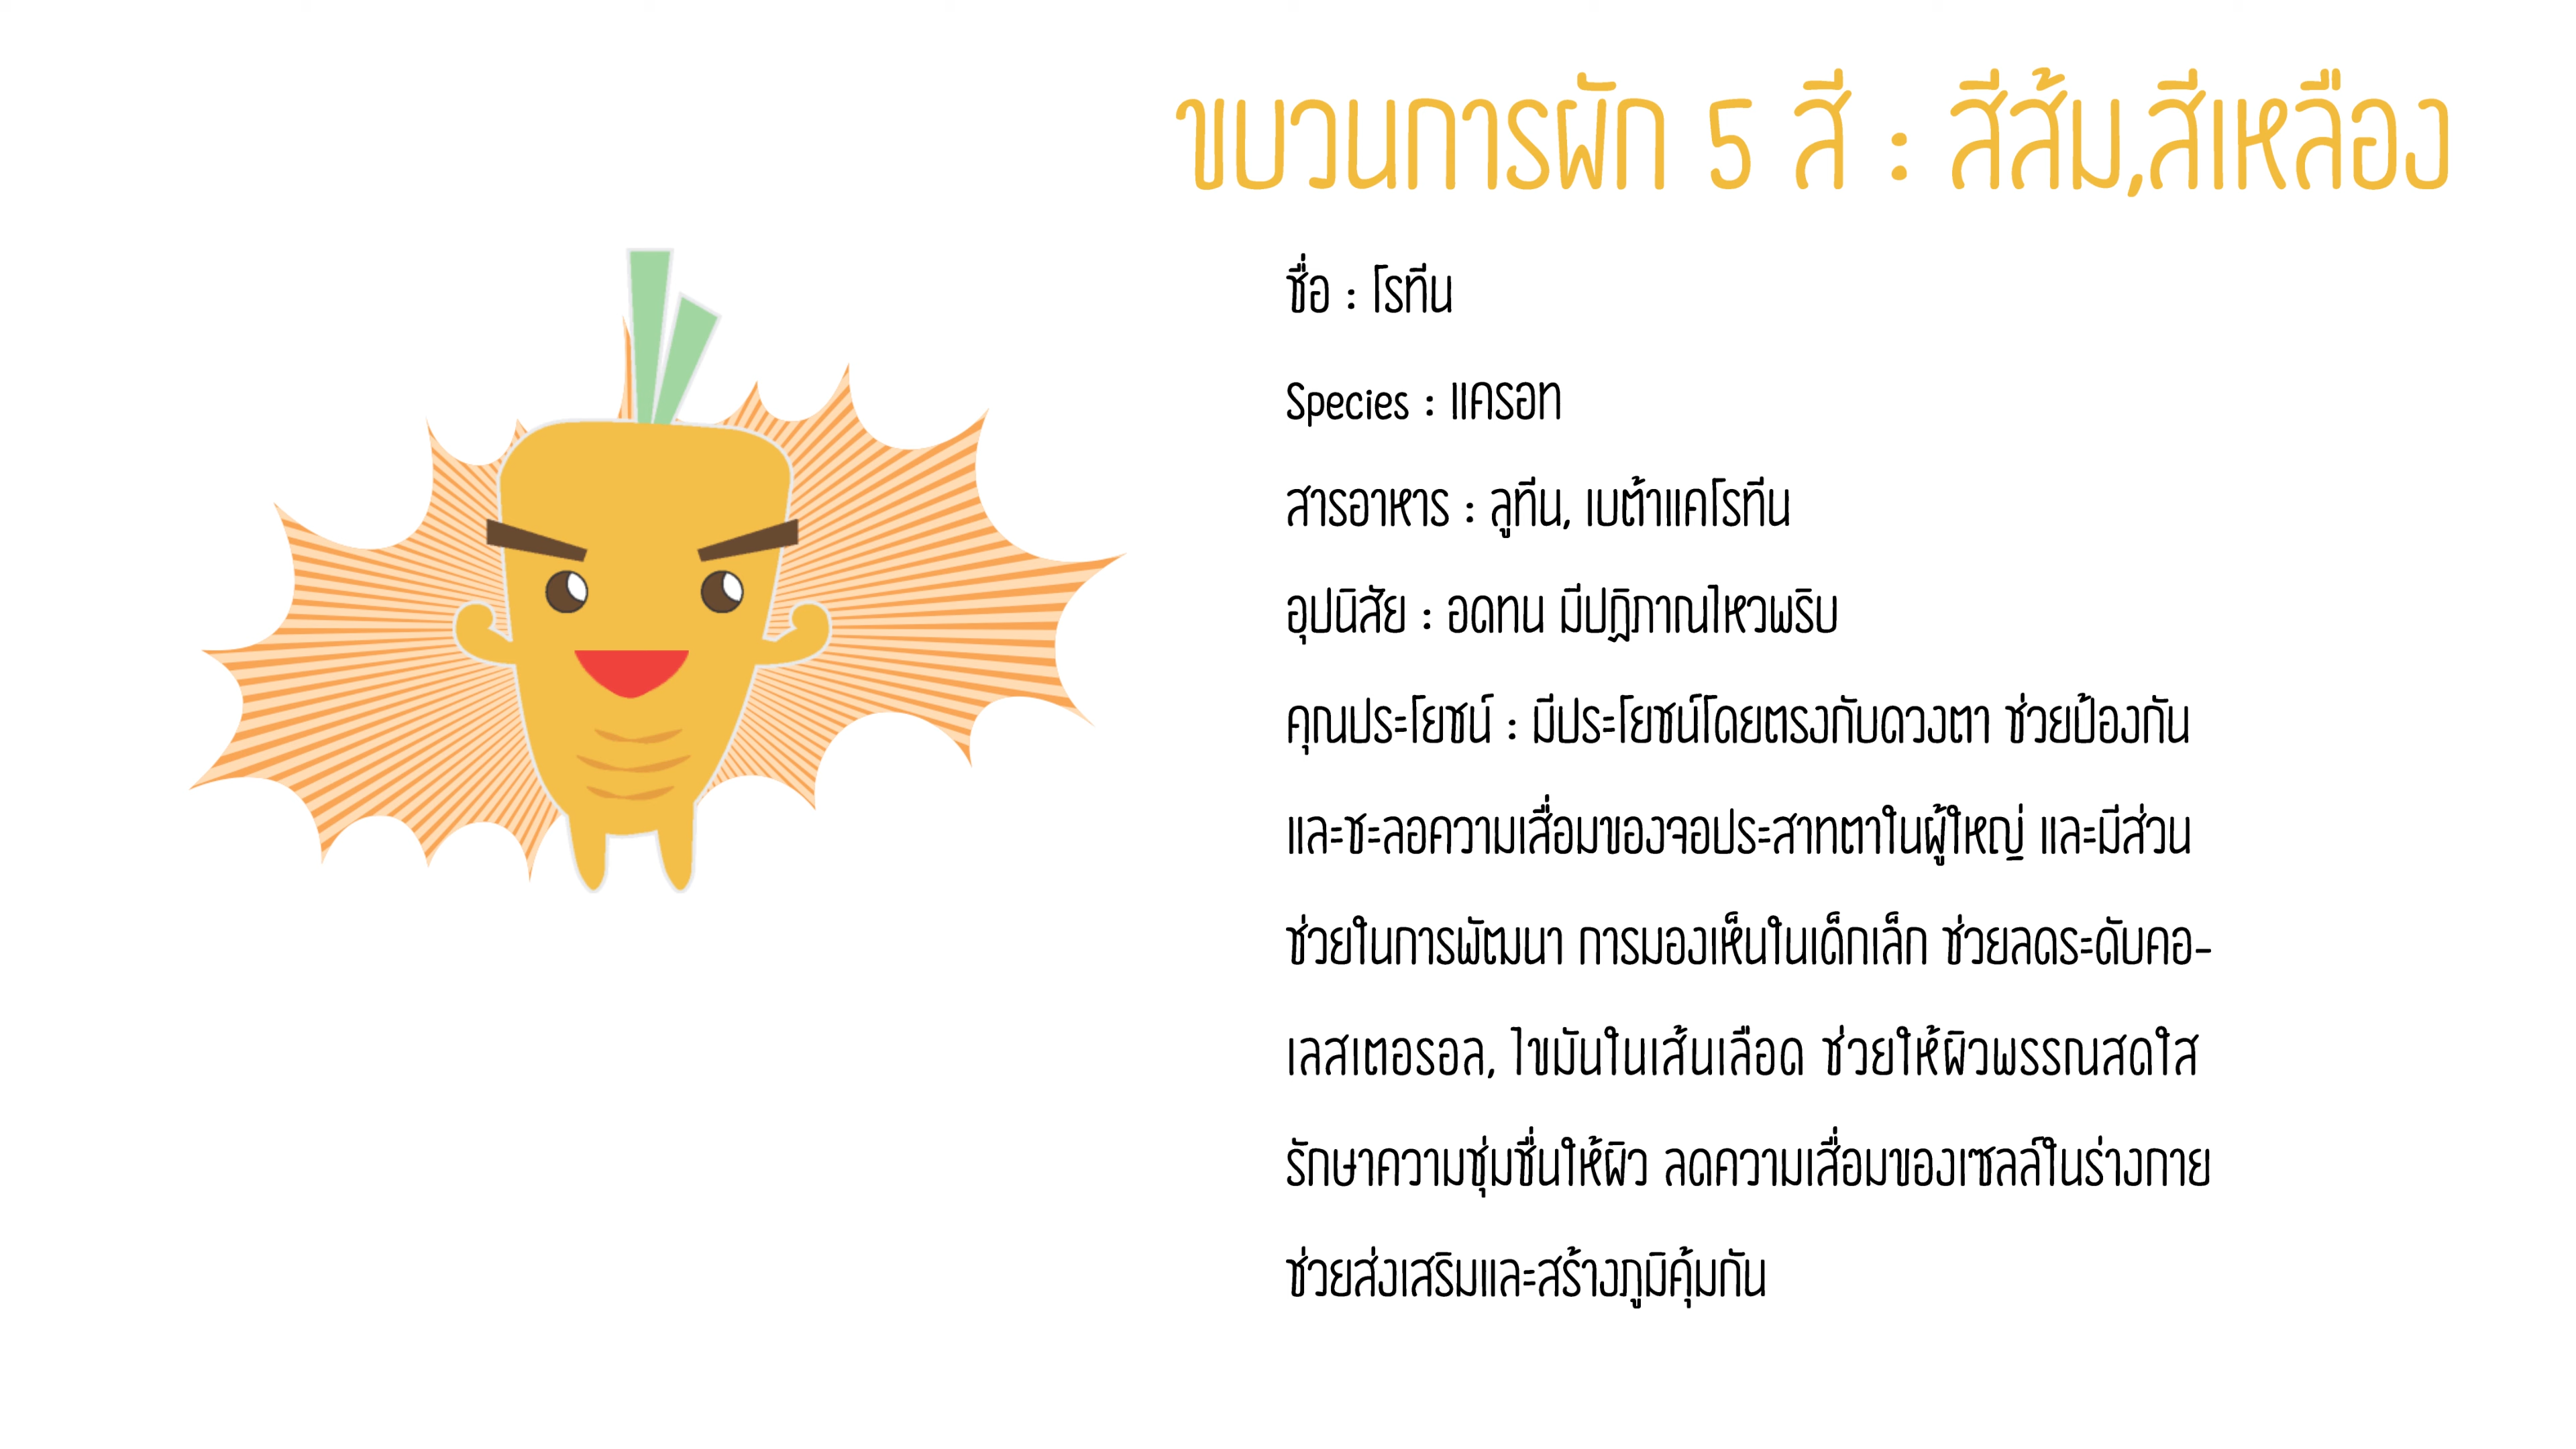 ขบวนการผัก 5 สี : สีส้ม,สีเหลือง
ชื่อ : โรทีน
Species : แครอท
สารอาหาร : ลูทีน, เบต้าแคโรทีน
อุปนิสัย : อดทน มีปฏิภาณไหวพริบ
คุณประโยชน์ : มีประโยชน์โดยตรงกับดวงตา ช่วยป้องกัน
และชะลอความเสื่อมของจอประสาทตาในผู้ใหญ่ และมีส่วน
ช่วยในการพัฒนา การมองเห็นในเด็กเล็ก ช่วยลดระดับคอ-
เลสเตอรอล, ไขมันในเส้นเลือด ช่วยให้ผิวพรรณสดใส
รักษาความชุ่มชื่นให้ผิว ลดความเสื่อมของเซลล์ในร่างกาย
ช่วยส่งเสริมและสร้างภูมิคุ้มกัน